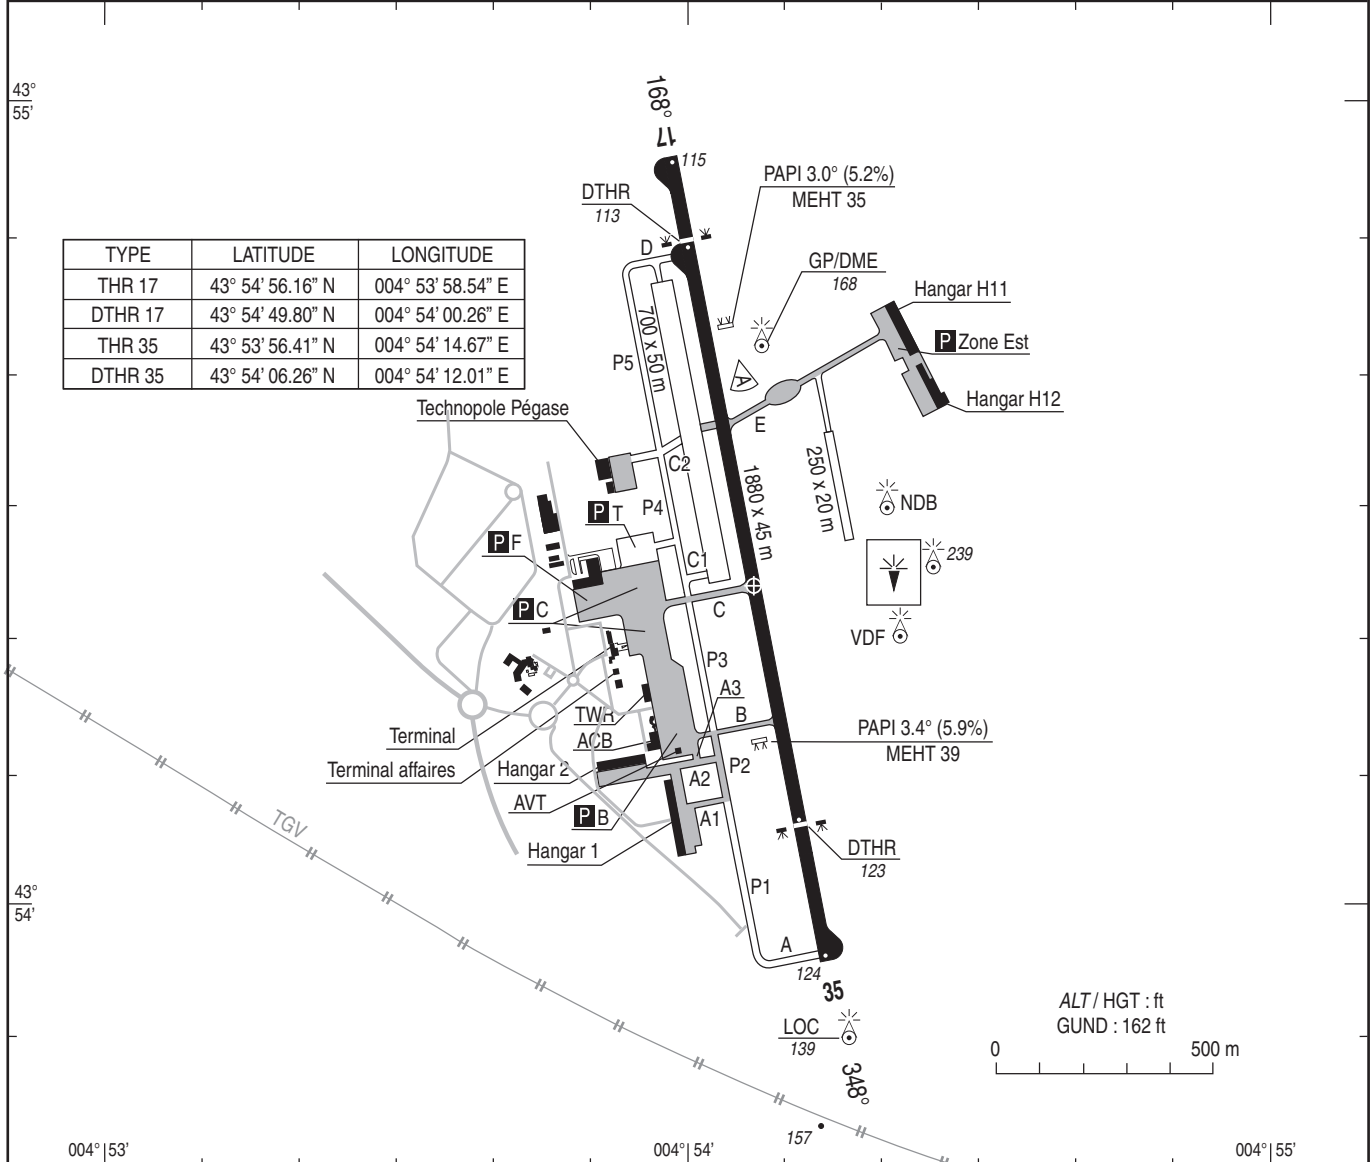 43°
55'
168°
17
115
PAPI 3.0° (5.2%)
MEHT 35
DTHR
113
D
GP/DME
168
TYPE LATITUDE LONGITUDE
THR 17 43° 54' 56.16" N 004° 53' 58.54" E
DTHR 17 43° 54' 49.80" N 004° 54' 00.26" E
THR 35 43° 53' 56.41" N 004° 54' 14.67" E
DTHR 35 43° 54' 06.26" N 004° 54' 12.01" E
Hangar H11
P Zone Est
Hangar H12
700 x 50 m
P5
A
E
Technopole Pégase
C2
250 x 20 m
1880 x 45 m
P4
NDB
P T
P F
239
C1
P C
C
VDF
P3
A3
B
TWR
Terminal
ACB
PAPI 3.4° (5.9%)
MEHT 39
Terminal affaires
Hangar 2
P2
A2
AVT
P B
A1
TGV
Hangar 1
DTHR
123
P1
43°
54'
A
124
35
LOC
139
348°
157
ALT / HGT : ft
GUND : 162 ft
0 500 m
004° 53' 004° 54' 004° 55'